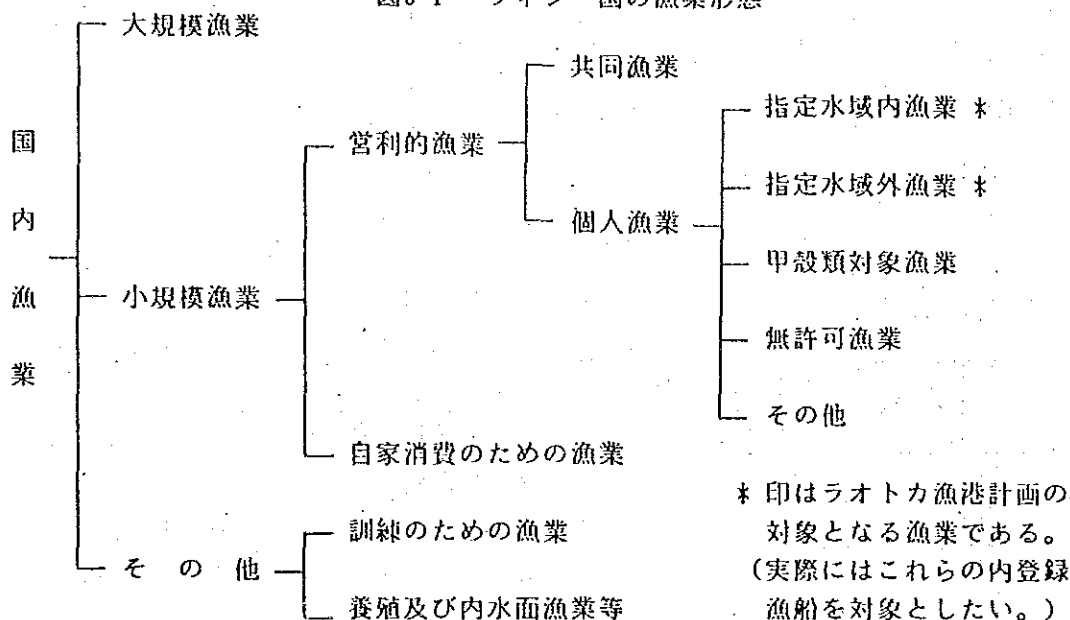 大規模漁業
共同漁業
指定水域内漁業 *
国内漁業
営利的漁業
指定水域外漁業 *
個人漁業
甲殻類対象漁業
小規模漁業
無許可漁業
その他
自家消費のための漁業
* 印はラオトカ漁港計画の
対象となる漁業である。
(実際にはこれらの内登録
漁船を対象としたい。)
訓練のための漁業
その他
養殖及び内水面漁業等